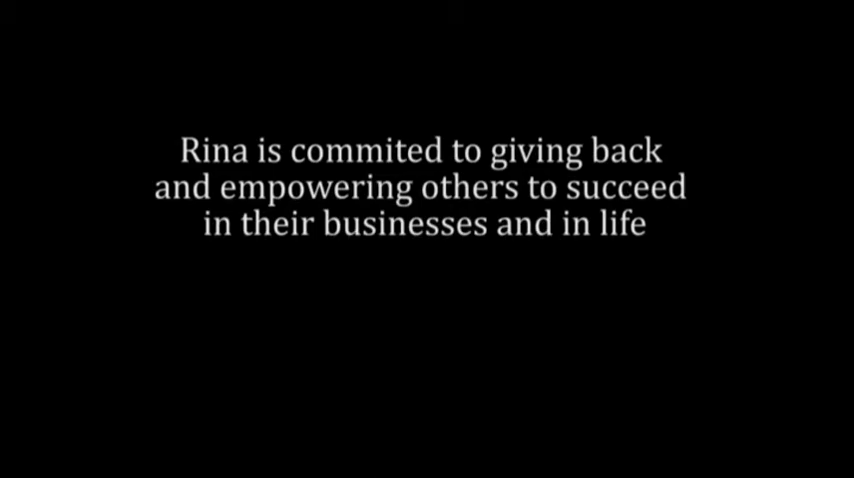 Rina is commited to giving back
and empowering others to succeed
in their businesses and in life